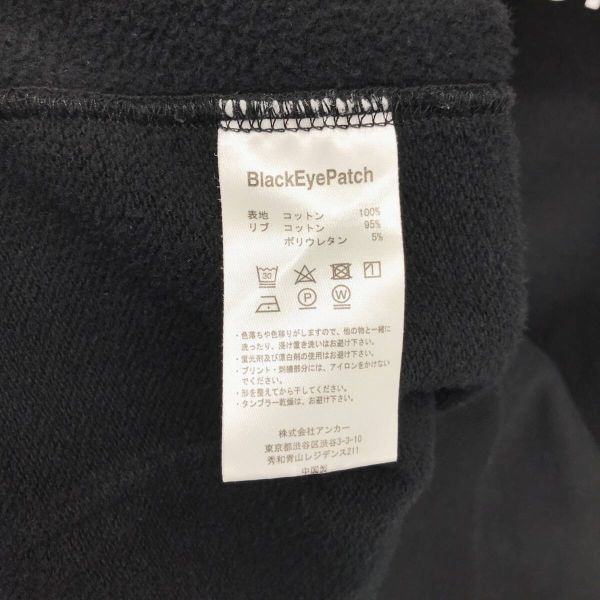 BlackEyePatch
表地 コットン 100%
リブ コットン 95%
ポリウレタン 5%
30
P W
・色落ちや色移りがしますので、他の物と一緒に
洗ったり、浸け置き洗いはお避け下さい。
・蛍光剤及び漂白剤の使用はお避け下さい。
・プリント・刺繍部分には、アイロンをかけない
でください。
・形を整えてから干してください。
・タンブラー乾燥は、お避け下さい。
株式会社アンカー
東京都渋谷区渋谷3-3-10
秀和青山レジデンス211
中国製